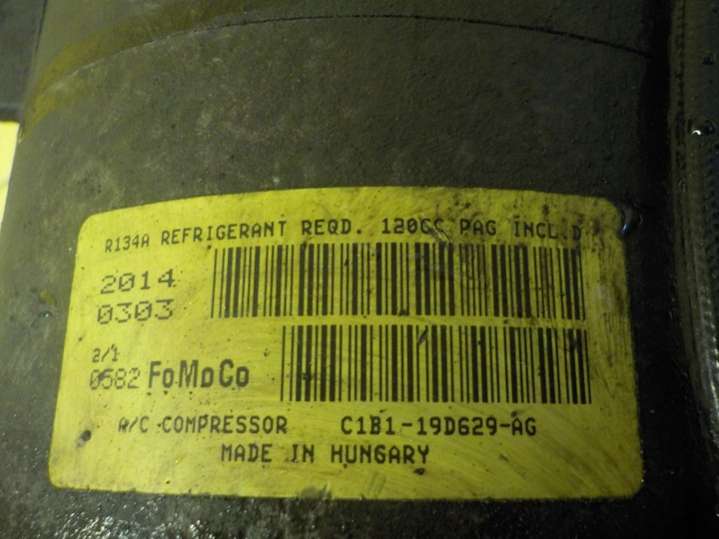 R134A REFRIGERANT REQD. 120CC PAG INCL.D
2014
0303
2/1
0582 FoMoCo
A/C COMPRESSOR C1B1-19D629-AG
MADE IN HUNGARY